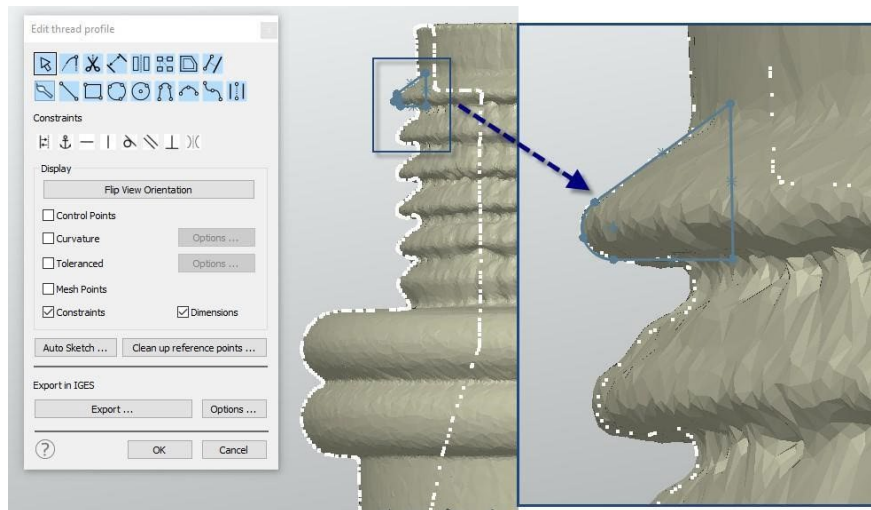 Edit thread profile
Constraints
Display
Flip View Orientation
Control Points
Curvature
Options ...
Toleranced
Options ...
Mesh Points
Constraints
Dimensions
Auto Sketch ...
Clean up reference points ...
Export in IGES
Export ...
Options ...
?
OK
Cancel